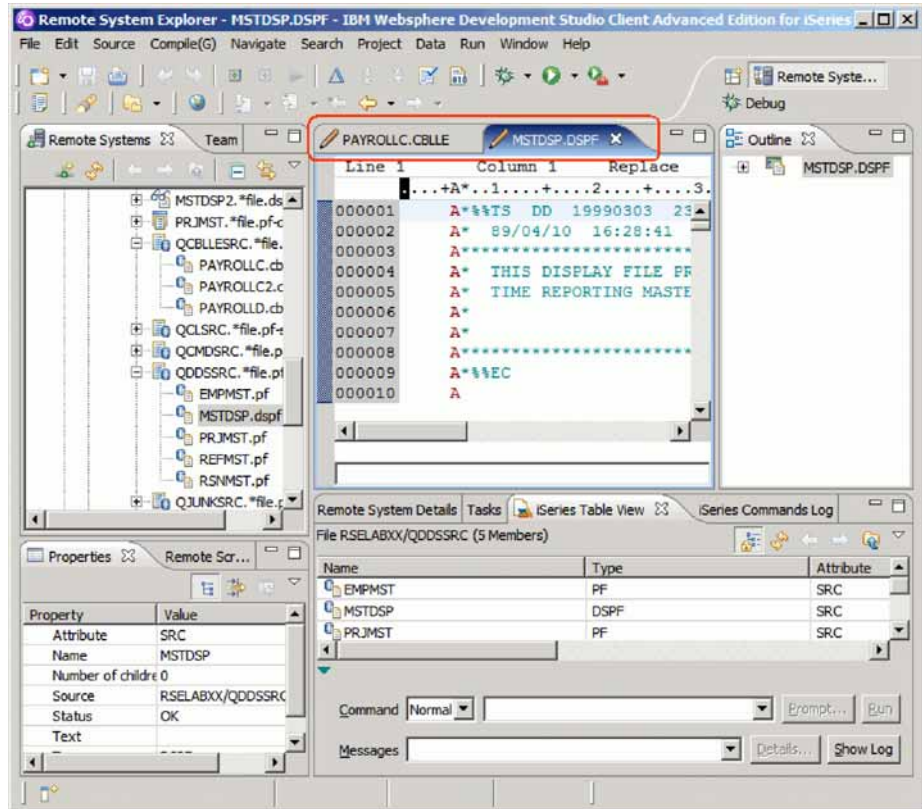 Remote System Explorer - MSTDSP.DSPF - IBM Websphere Development Studio Client Advanced Edition for iSeries
File Edit Source Compile(G) Navigate Search Project Data Run Window Help
Remote Syste...
Debug
Remote Systems Team
MSTDSP2.*file.ds
PRJMST.*file.pf-c
QCBLLESRC.*file.
PAYROLLC.cb
PAYROLLC2.c
PAYROLLD.cb
QCLSRC.*file.pf-s
QCMDSRC.*file.p
QDDSSRC.*file.pf
EMPMST.pf
MSTDSP.dspf
PRJMST.pf
REFMST.pf
RSNMST.pf
QJUNKSRC.*file.p
PAYROLLC.CBLLE MSTDSP.DSPF
Line 1 Column 1 Replace
....+A*..1....+....2....+....3.
000001 A*%%TS DD 19990303 23
000002 A* 89/04/10 16:28:41
000003 A*************************
000004 A* THIS DISPLAY FILE PR
000005 A* TIME REPORTING MASTE
000006 A*
000007 A*
000008 A*************************
000009 A*%%EC
000010 A
Outline
MSTDSP.DSPF
Properties Remote Scr...
Property Value
Attribute SRC
Name MSTDSP
Number of childre 0
Source RSELABXX/QDDSSRC
Status OK
Text
Remote System Details Tasks iSeries Table View iSeries Commands Log
File RSELABXX/QDDSSRC (5 Members)
Name Type Attribute
EMPMST PF SRC
MSTDSP DSPF SRC
PRJMST PF SRC
Command Normal Prompt... Run
Messages Details... Show Log